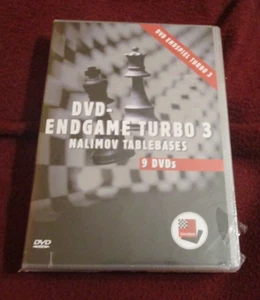 DVD ENDSPIEL TURBO 3
DVD-
ENDGAME TURBO 3
NALIMOV TABLEBASES
9 DVDs
DVD